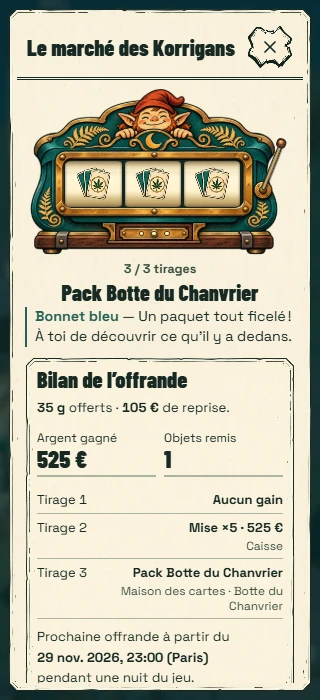 Le marché des Korrigans
3 / 3 tirages
Pack Botte du Chanvrier
Bonnet bleu — Un paquet tout ficelé !
À toi de découvrir ce qu'il y a dedans.
Bilan de l'offrande
35 g offerts · 105 € de reprise.
Argent gagné
525 €
Objets remis
1
Tirage 1 Aucun gain
Tirage 2 Mise ×5 · 525 €
Caisse
Tirage 3 Pack Botte du
Chanvrier
Maison des cartes · Botte du
Chanvrier
Prochaine offrande à partir du
29 nov. 2026, 23:00 (Paris)
pendant une nuit du jeu.